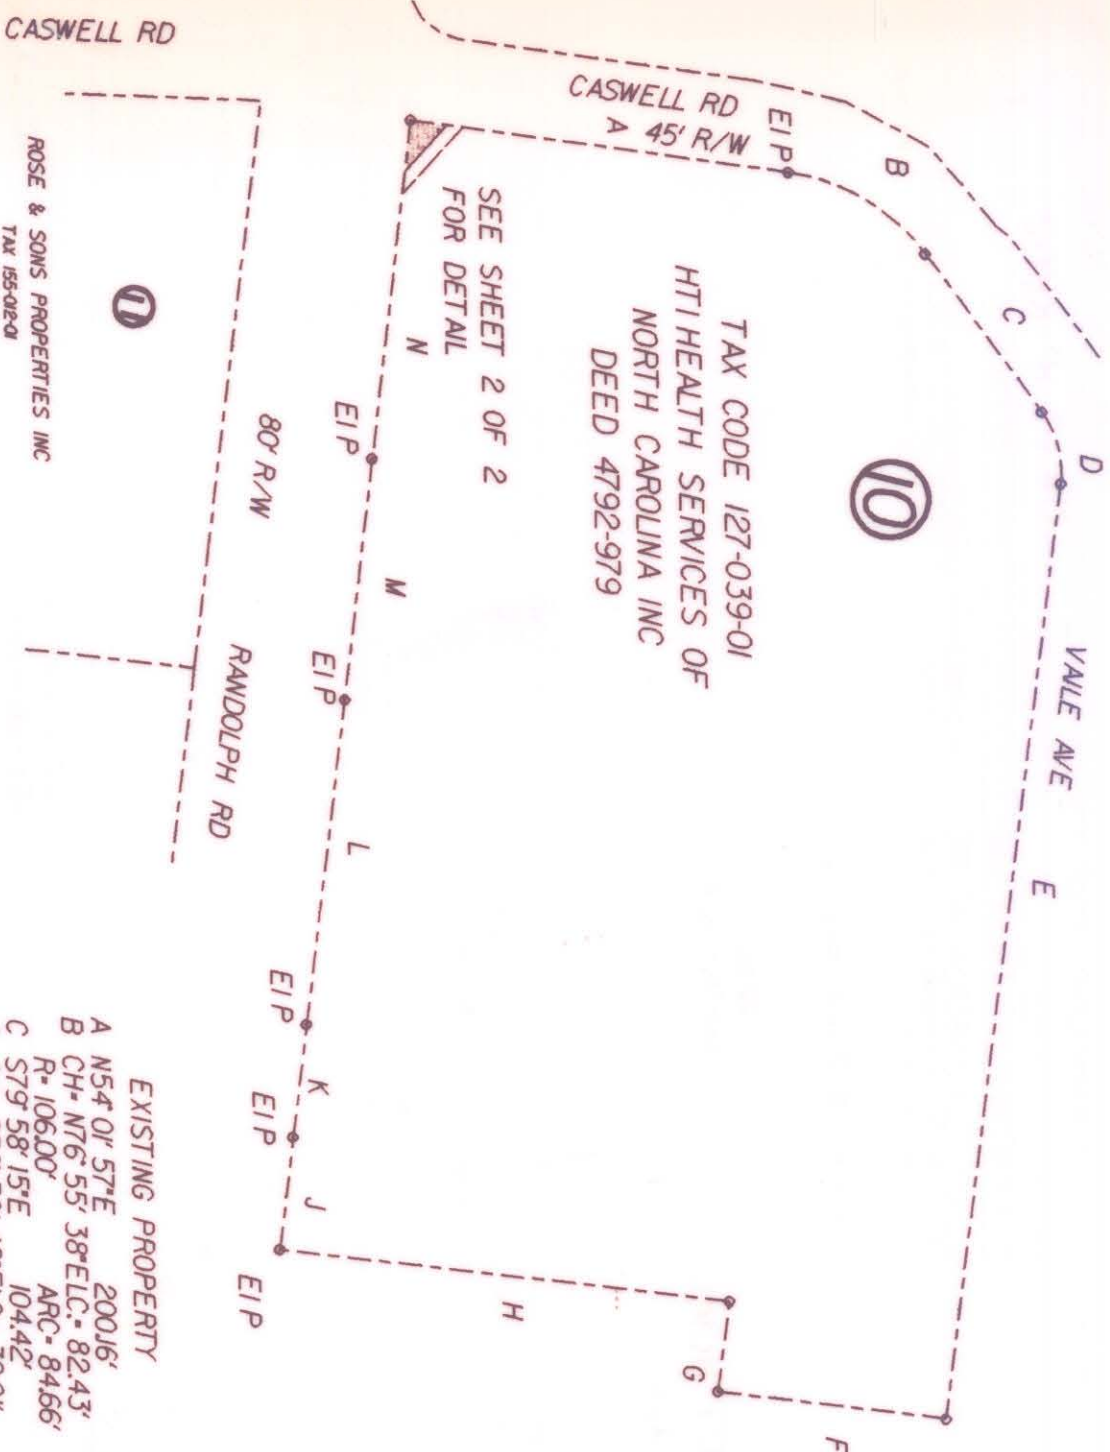 CASWELL RD
CASWELL RD
A 45' R/W
EIP
B
C
D
VAILE AVE
E
F
G
H
10
TAX CODE 127-039-01
HTI HEALTH SERVICES OF
NORTH CAROLINA INC
DEED 4792-979
SEE SHEET 2 OF 2
FOR DETAIL
N
EIP
M
EIP
L
EIP
K
EIP
J
EIP
80' R/W
RANDOLPH RD
11
ROSE & SONS PROPERTIES INC
TAX 155-012-01
EXISTING PROPERTY
A N54°01'57"E 200.16'
B CH= N76°55'38"E LC.= 82.43'
R= 106.00' ARC= 84.66'
C S79°58'15"E 104.42'